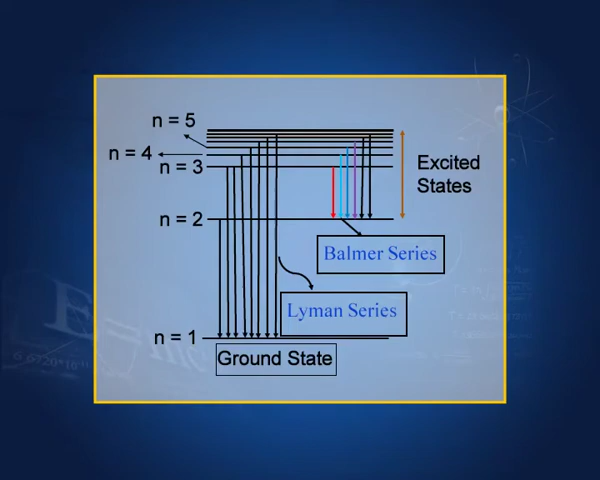 n = 5
n = 4
n = 3
Excited
States
n = 2
Balmer Series
Lyman Series
n = 1
Ground State